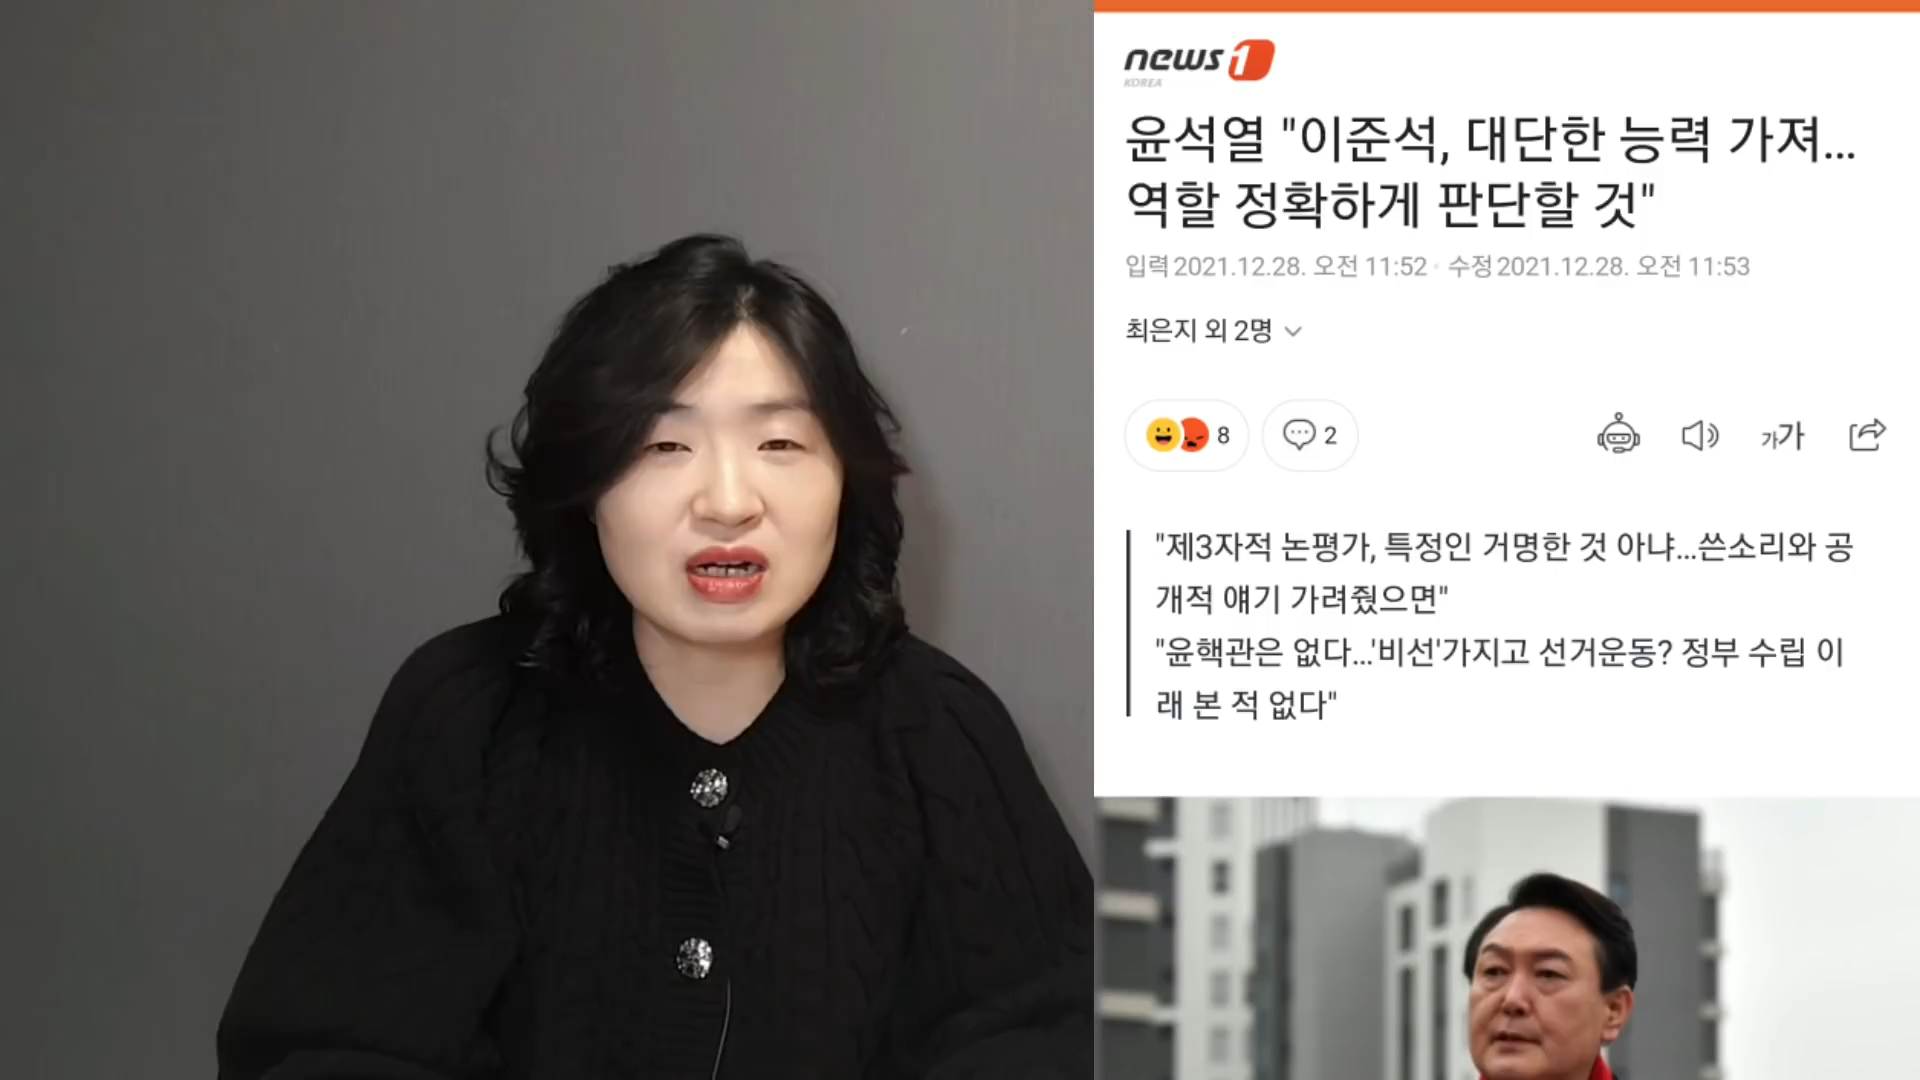 news1
KOREA
윤석열 "이준석, 대단한 능력 가져...
역할 정확하게 판단할 것"
입력 2021.12.28. 오전 11:52 · 수정 2021.12.28. 오전 11:53
최은지 외 2명
8
2
가가
"제3자적 논평가, 특정인 거명한 것 아냐...쓴소리와 공
개적 얘기 가려줬으면"
"윤핵관은 없다...'비선'가지고 선거운동? 정부 수립 이
래 본 적 없다"